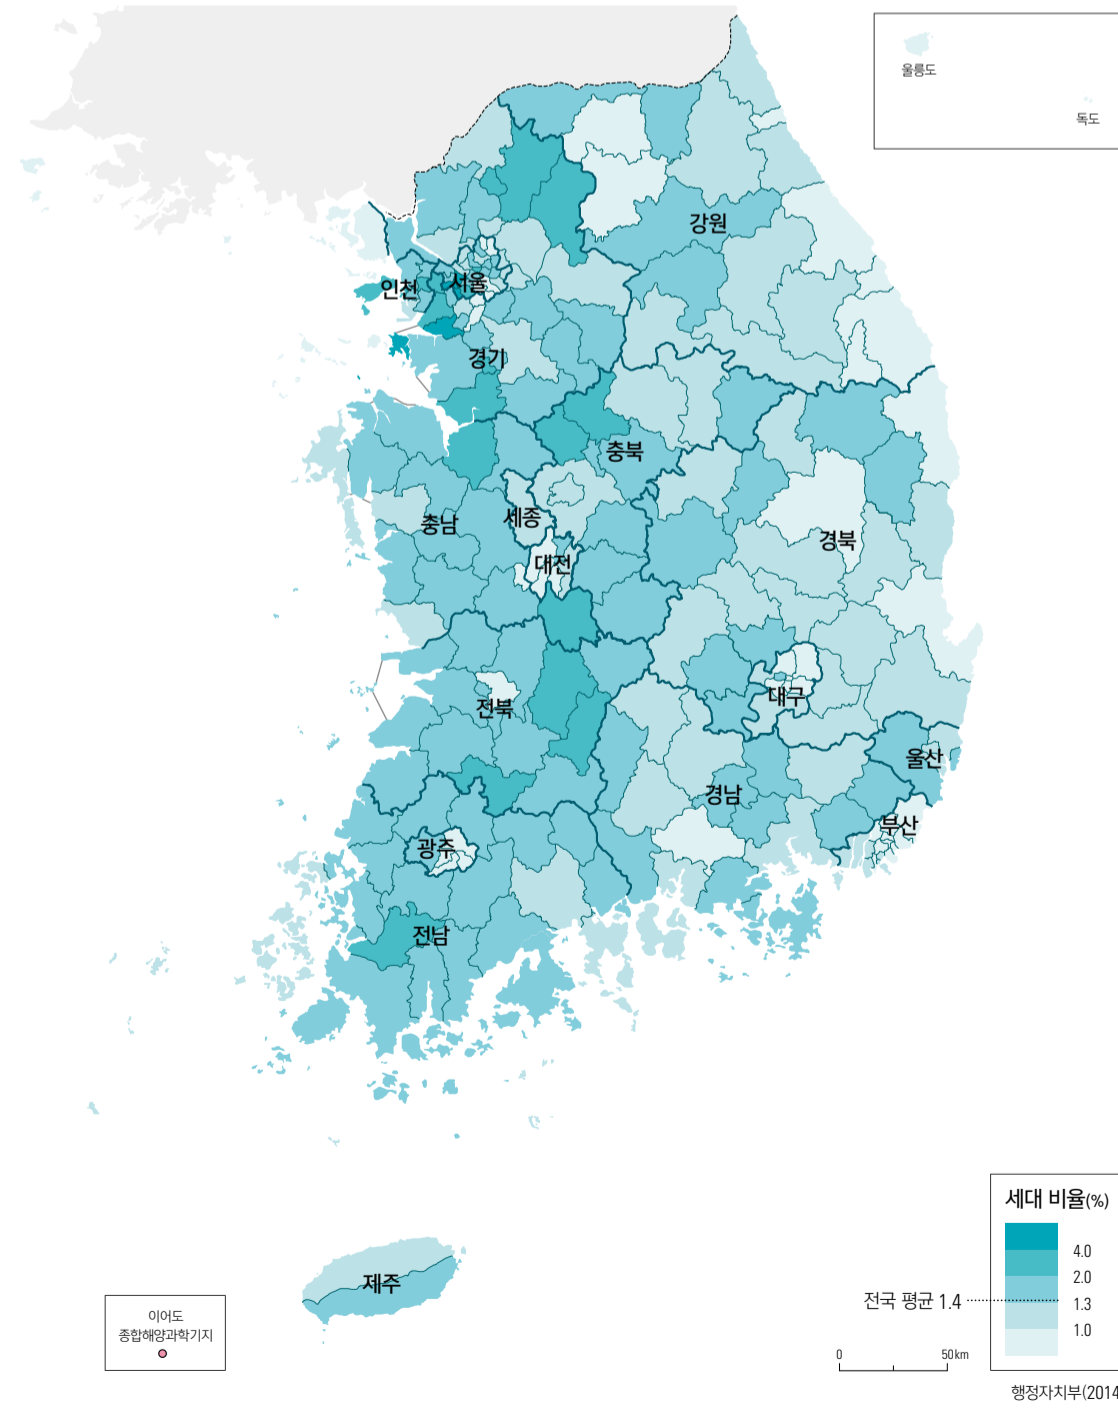 울릉도
독도
강원
인천
서울
경기
충북
충남
세종
대전
경북
전북
대구
울산
경남
부산
광주
전남
제주
이어도
종합해양과학기지
세대 비율(%)
4.0
2.0
1.3
1.0
전국 평균 1.4
0 50km
행정자치부(2014